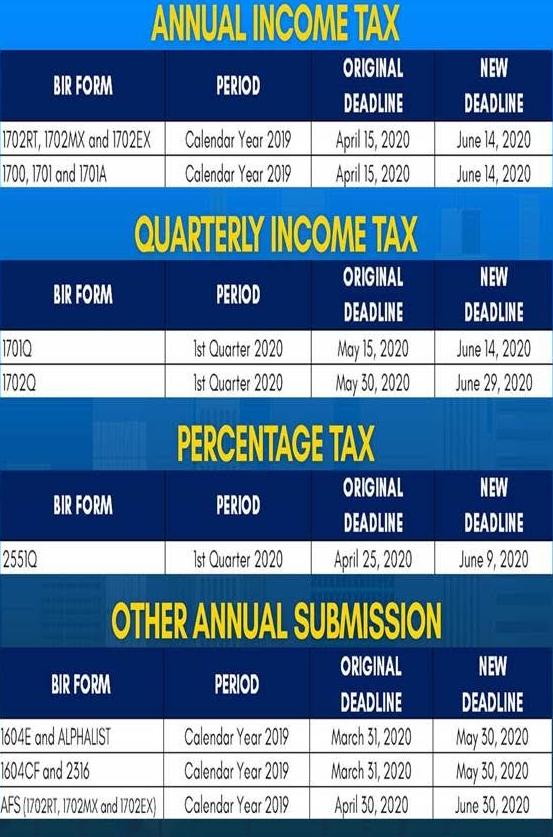 ANNUAL INCOME TAX
BIR FORM PERIOD ORIGINAL DEADLINE NEW DEADLINE
1702RT, 1702MX and 1702EX Calendar Year 2019 April 15, 2020 June 14, 2020
1700, 1701 and 1701A Calendar Year 2019 April 15, 2020 June 14, 2020
QUARTERLY INCOME TAX
BIR FORM PERIOD ORIGINAL DEADLINE NEW DEADLINE
1701Q 1st Quarter 2020 May 15, 2020 June 14, 2020
1702Q 1st Quarter 2020 May 30, 2020 June 29, 2020
PERCENTAGE TAX
BIR FORM PERIOD ORIGINAL DEADLINE NEW DEADLINE
2551Q 1st Quarter 2020 April 25, 2020 June 9, 2020
OTHER ANNUAL SUBMISSION
BIR FORM PERIOD ORIGINAL DEADLINE NEW DEADLINE
1604E and ALPHALIST Calendar Year 2019 March 31, 2020 May 30, 2020
1604CF and 2316 Calendar Year 2019 March 31, 2020 May 30, 2020
AFS (1702RT, 1702MX and 1702EX) Calendar Year 2019 April 30, 2020 June 30, 2020